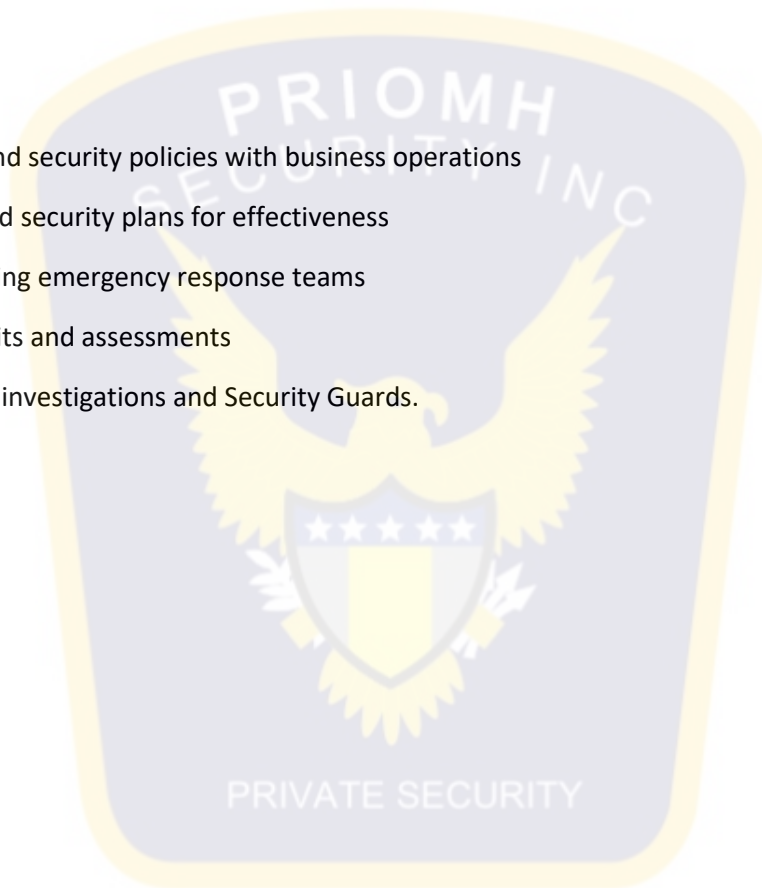 PRIOMH
SECURITY INC
nd security policies with business operations
d security plans for effectiveness
ng emergency response teams
its and assessments
investigations and Security Guards.
PRIVATE SECURITY